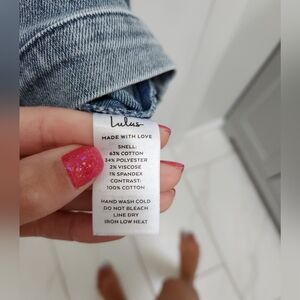 Lulus
MADE WITH LOVE
SHELL:
63% COTTON
34% POLYESTER
2% VISCOSE
1% SPANDEX
CONTRAST:
100% COTTON
HAND WASH COLD
DO NOT BLEACH
LINE DRY
IRON LOW HEAT